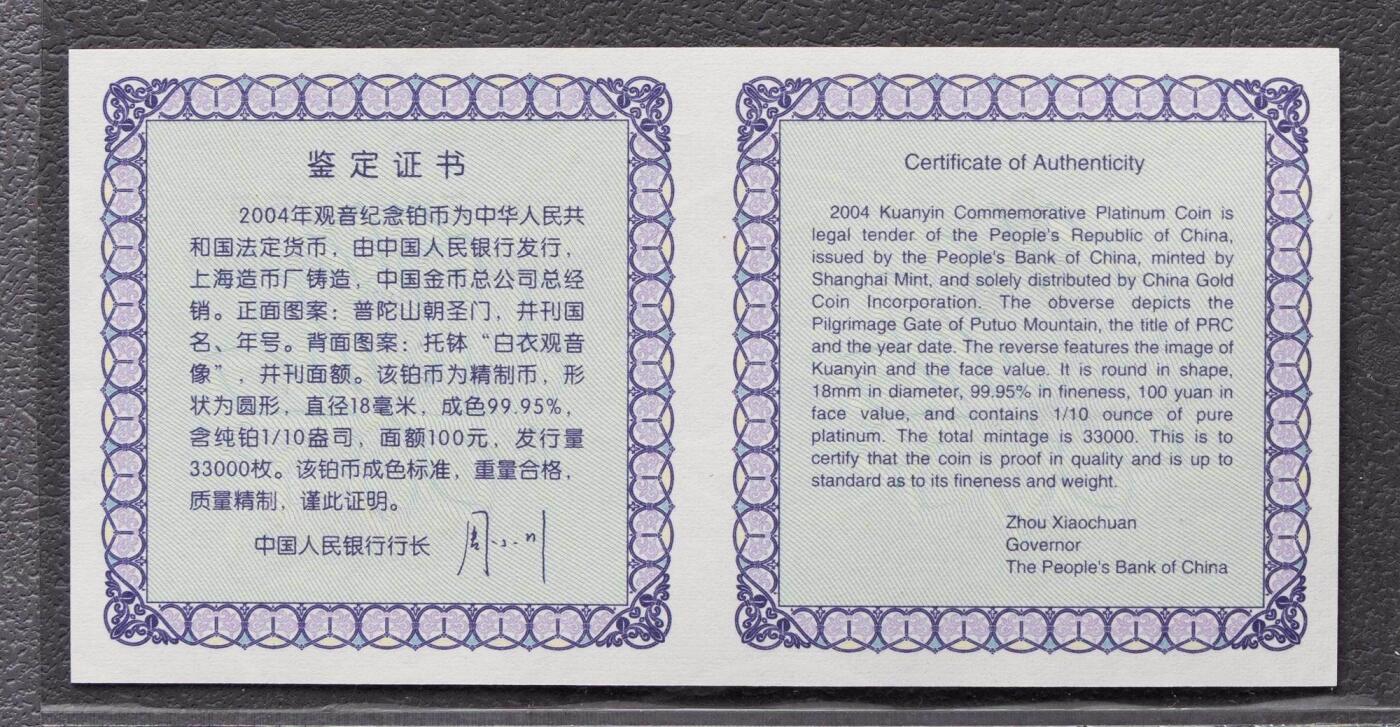 鉴定证书
2004年观音纪念铂币为中华人民共
和国法定货币，由中国人民银行发行，
上海造币厂铸造，中国金币总公司总经
销。正面图案：普陀山朝圣门，并刊国
名、年号。背面图案：托钵“白衣观音
像”，并刊面额。该铂币为精制币，形
状为圆形，直径18毫米，成色99.95%，
含纯铂1/10盎司，面额100元，发行量
33000枚。该铂币成色标准，重量合格，
质量精制，谨此证明。
中国人民银行行长 周小川
Certificate of Authenticity
2004 Kuanyin Commemorative Platinum Coin is
legal tender of the People's Republic of China,
issued by the People's Bank of China, minted by
Shanghai Mint, and solely distributed by China Gold
Coin Incorporation. The obverse depicts the
Pilgrimage Gate of Putuo Mountain, the title of PRC
and the year date. The reverse features the image of
Kuanyin and the face value. It is round in shape,
18mm in diameter, 99.95% in fineness, 100 yuan in
face value, and contains 1/10 ounce of pure
platinum. The total mintage is 33000. This is to
certify that the coin is proof in quality and is up to
standard as to its fineness and weight.
Zhou Xiaochuan
Governor
The People's Bank of China